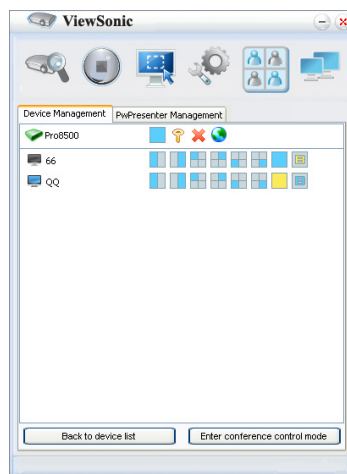 ViewSonic
Device Management PwPresenter Management
Pro8500
66
QQ
Back to device list Enter conference control mode